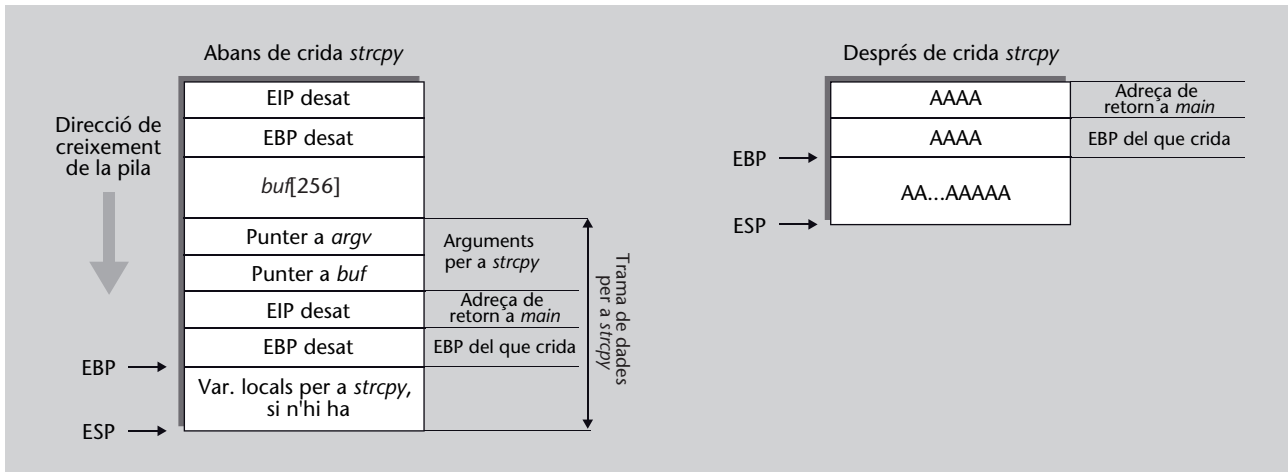 Abans de crida strcpy
Direcció de
creixement
de la pila
EIP desat
EBP desat
buf[256]
Punter a argv
Punter a buf
EIP desat
EBP desat
Var. locals per a strcpy,
si n'hi ha
EBP
ESP
Arguments
per a strcpy
Adreça de
retorn a main
EBP del que crida
Trama de dades
per a strcpy
Després de crida strcpy
AAAA
AAAA
AA...AAAAA
EBP
ESP
Adreça de
retorn a main
EBP del que crida